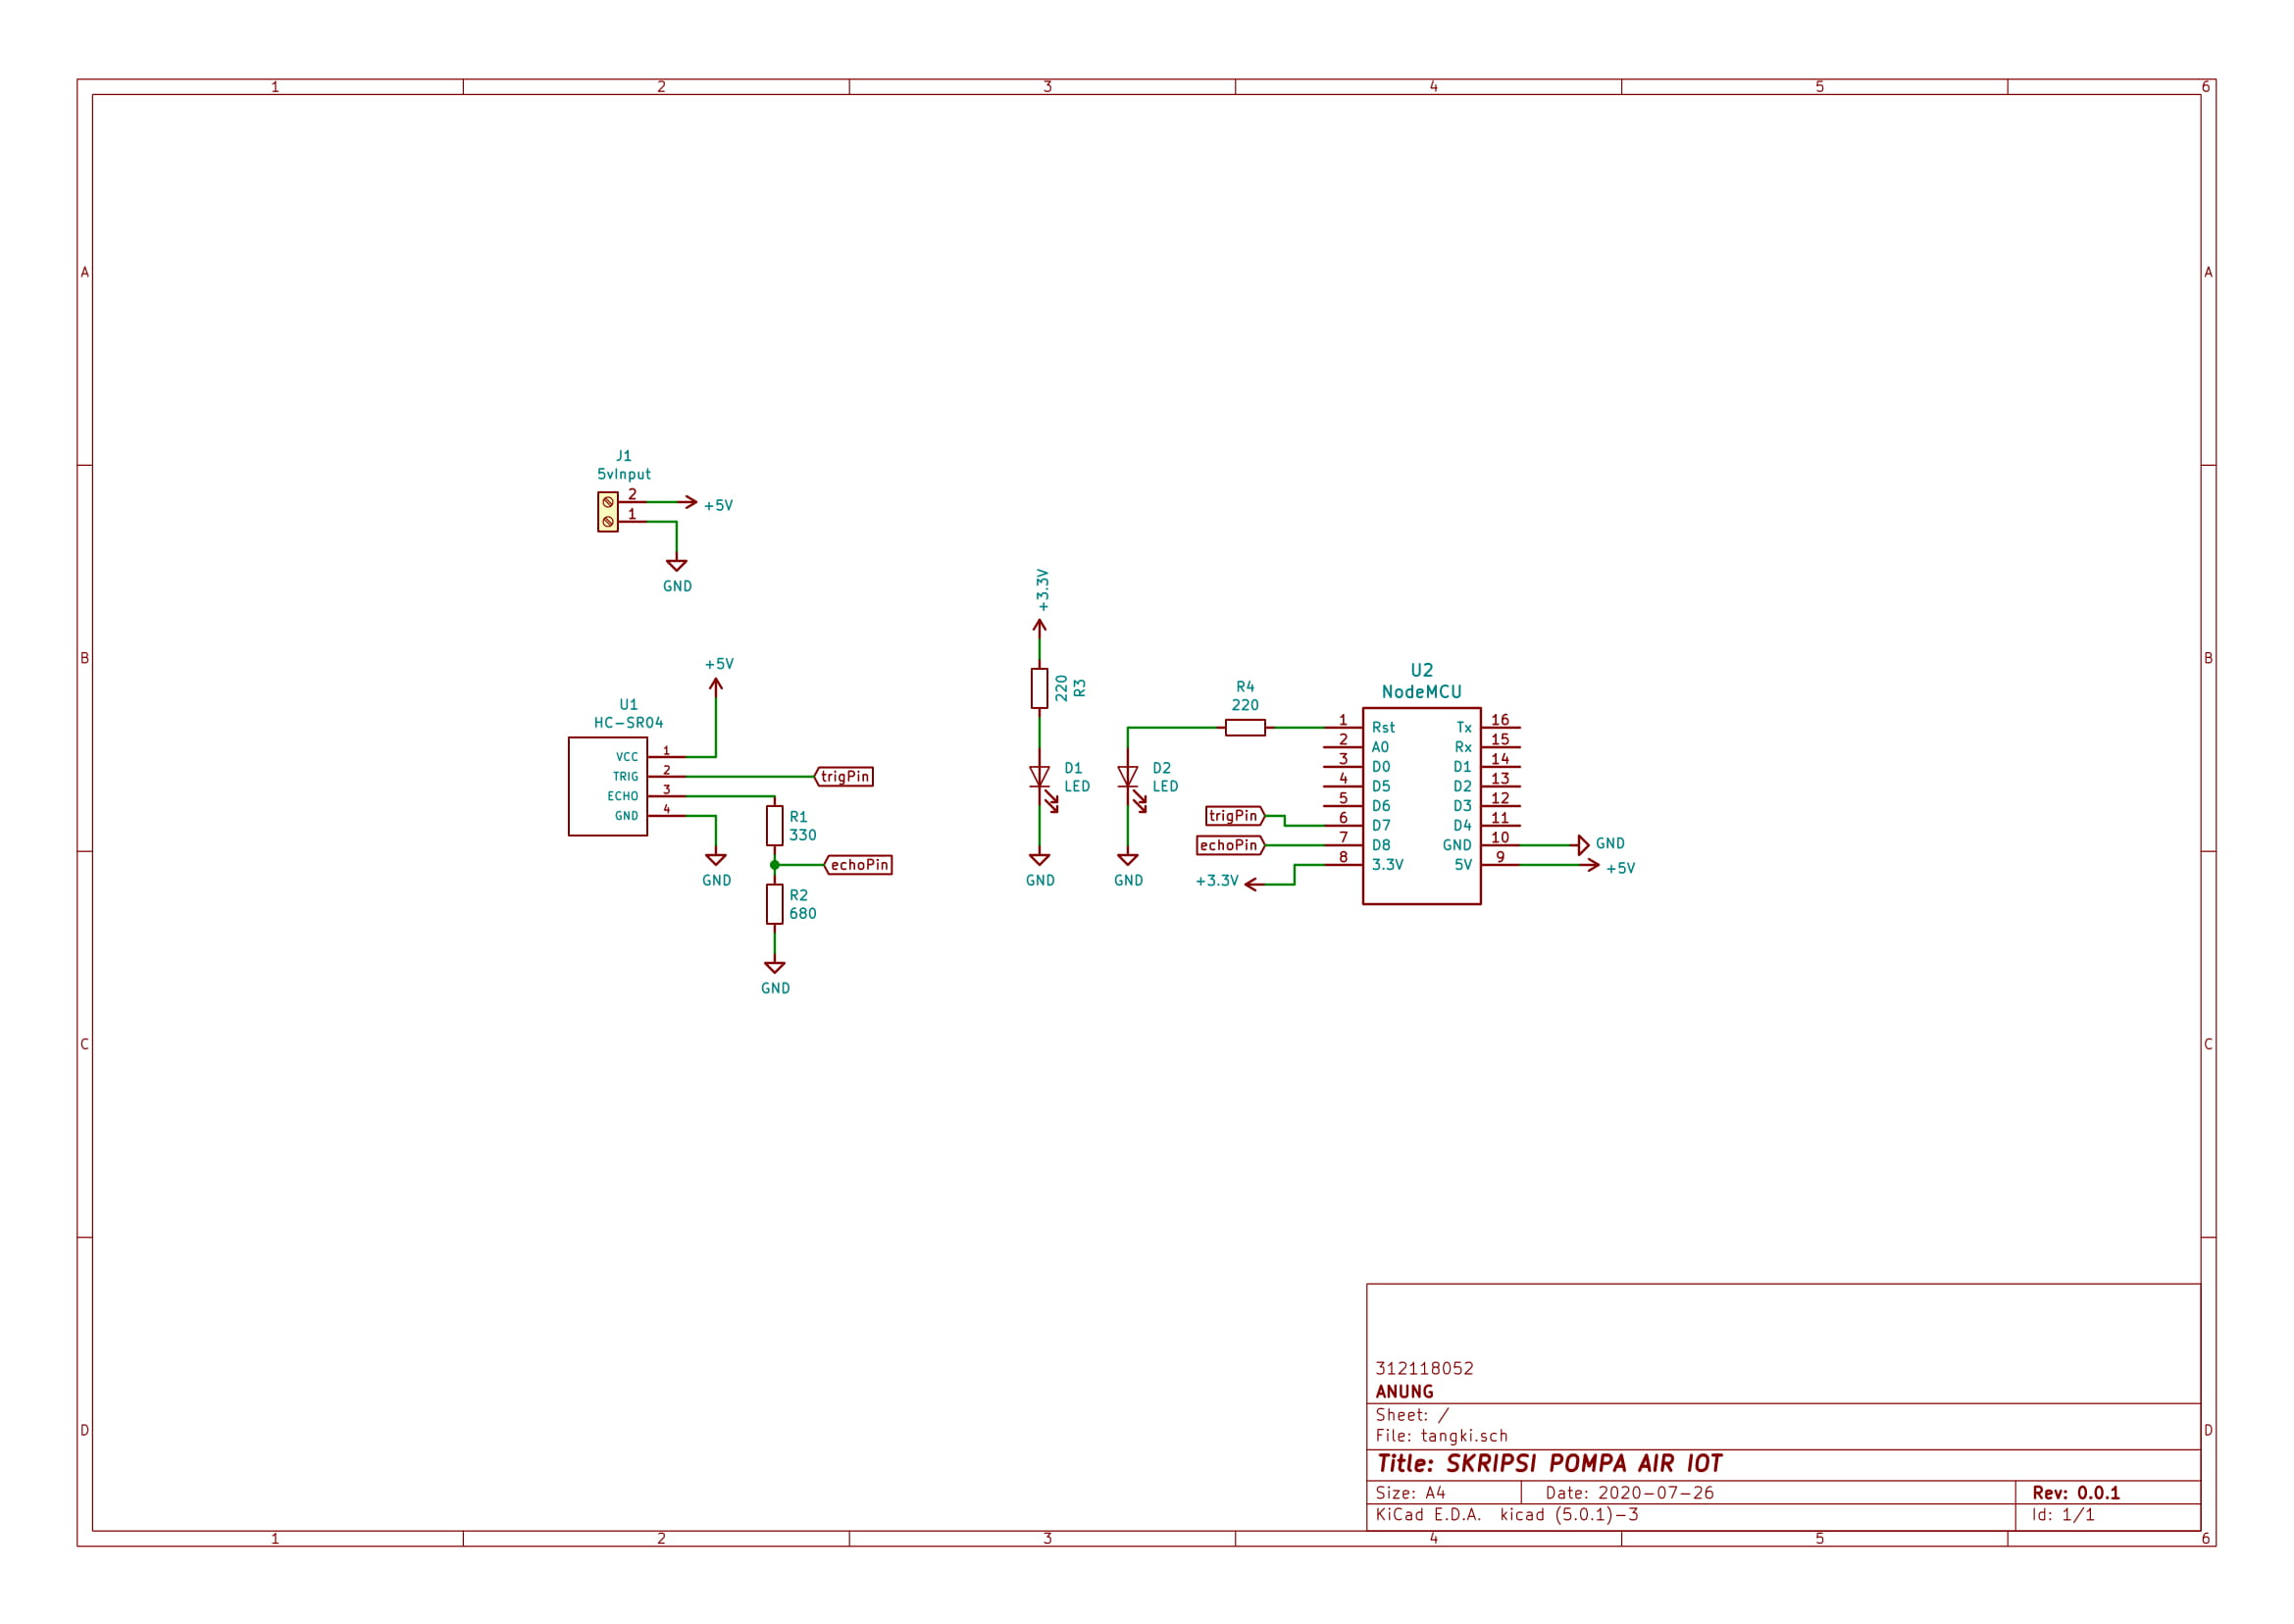 1 2 3 4 5 6
A A
J1
5vInput
2
+5V
1
GND
+3.3V
B B
+5V
220
R3
U2
NodeMCU
R4
220
U1
HC-SR04
VCC 1
TRIG 2
ECHO 3
GND 4
trigPin
R1
330
GND
echoPin
R2
680
GND
D1
LED
GND
D2
LED
GND
trigPin
echoPin
+3.3V
1 Rst Tx 16
2 A0 Rx 15
3 D0 D1 14
4 D5 D2 13
5 D6 D3 12
6 D7 D4 11
7 D8 GND 10
8 3.3V 5V 9
GND
+5V
C C
312118052
ANUNG
Sheet: /
File: tangki.sch
D D
Title: SKRIPSI POMPA AIR IOT
Size: A4 Date: 2020-07-26 Rev: 0.0.1
KiCad E.D.A. kicad (5.0.1)-3 Id: 1/1
1 2 3 4 5 6